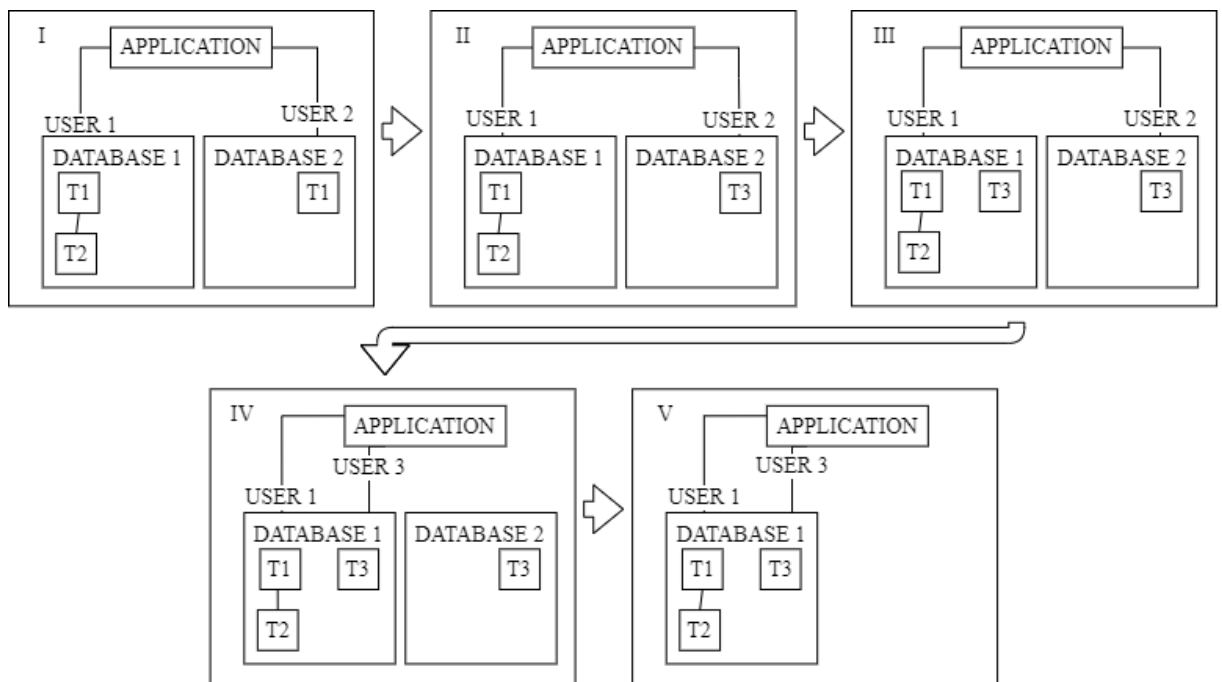 I
APPLICATION
USER 1
USER 2
DATABASE 1
DATABASE 2
T1
T1
T2
II
APPLICATION
USER 1
USER 2
DATABASE 1
DATABASE 2
T1
T3
T2
III
APPLICATION
USER 1
USER 2
DATABASE 1
DATABASE 2
T1
T3
T3
T2
IV
APPLICATION
USER 3
USER 1
DATABASE 1
DATABASE 2
T1
T3
T3
T2
V
APPLICATION
USER 3
USER 1
DATABASE 1
T1
T3
T2